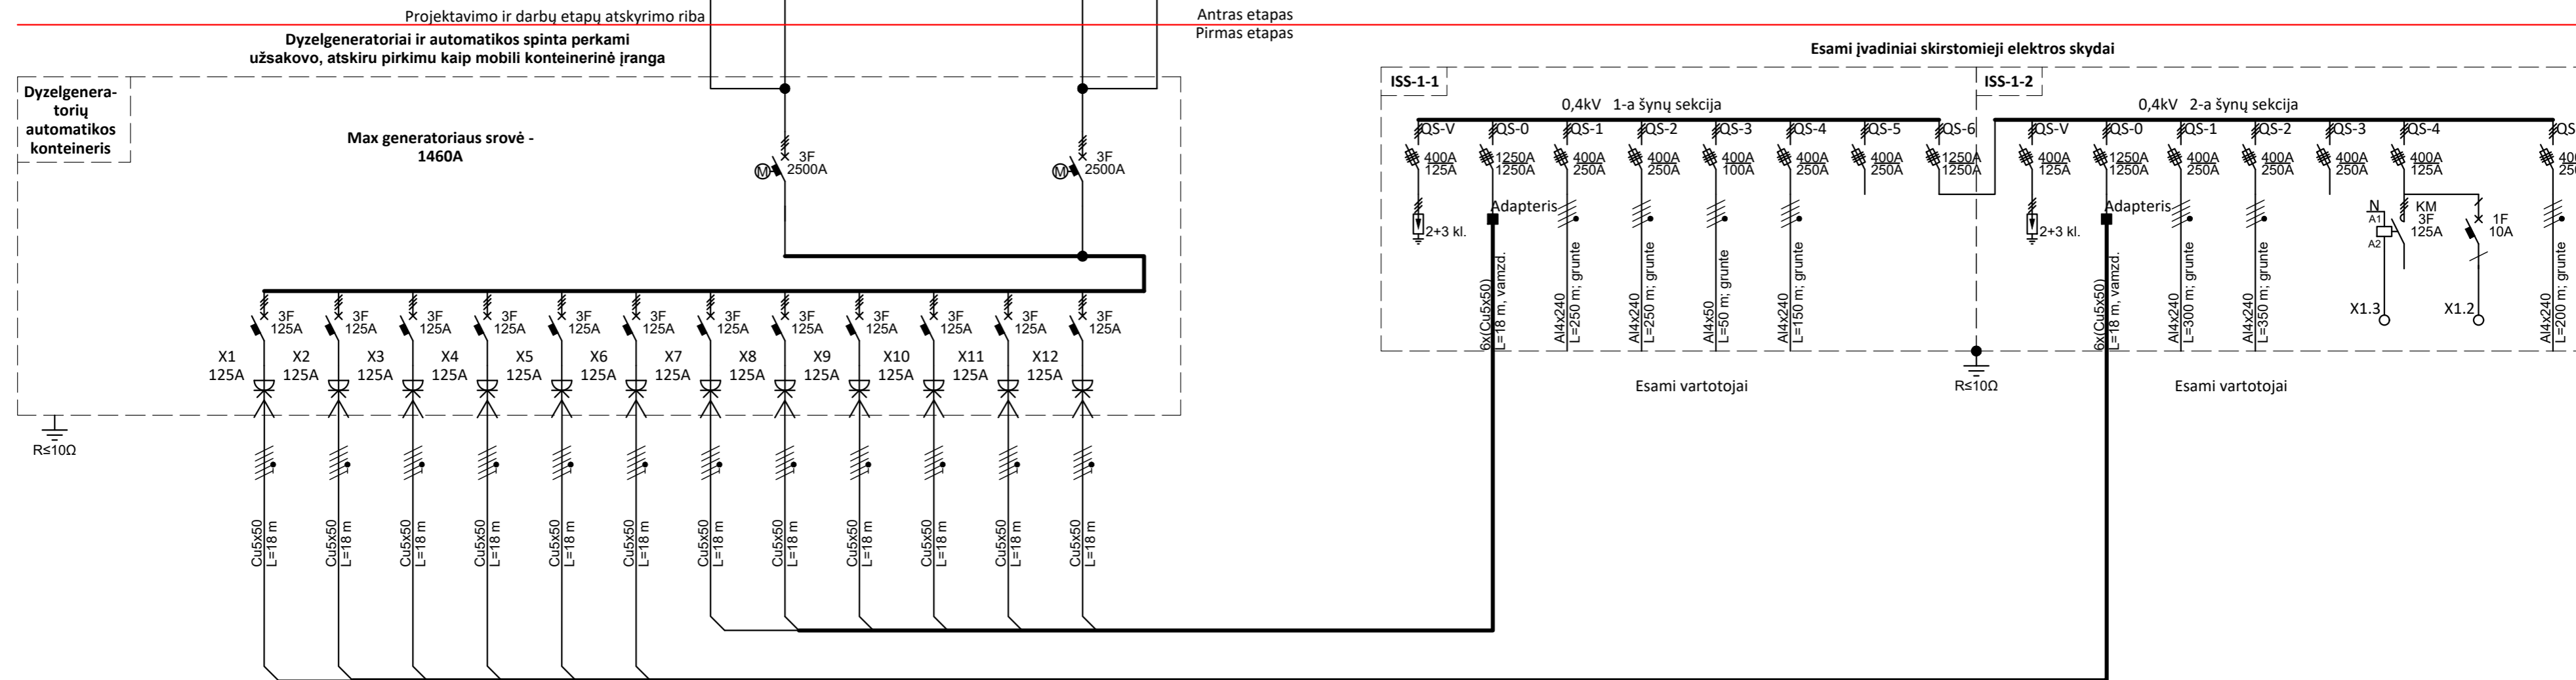 Projektavimo ir darbų etapų atskyrimo riba
Antras etapas
Pirmas etapas
Dyzelgeneratoriai ir automatikos spinta perkami
užsakovo, atskiru pirkimu kaip mobili konteinerinė įranga
Esami įvadiniai skirstomieji elektros skydai
Dyzelgenera-
torių
automatikos
konteineris
Max generatoriaus srovė -
1460A
M
3F
2500A
M
3F
2500A
ISS-1-1
0,4kV 1-a šynų sekcija
QS-V
400A
125A
2+3 kl.
QS-0
1250A
1250A
Adapteris
6x(Cu5x50)
L=18 m, vamzd.
QS-1
400A
250A
Al4x240
L=250 m; grunte
QS-2
400A
250A
Al4x240
L=250 m; grunte
QS-3
400A
100A
Al4x50
L=50 m; grunte
QS-4
400A
250A
Al4x240
L=150 m; grunte
QS-5
400A
250A
QS-6
1250A
1250A
Esami vartotojai
R≤10Ω
ISS-1-2
0,4kV 2-a šynų sekcija
QS-V
400A
125A
2+3 kl.
QS-0
1250A
1250A
Adapteris
6x(Cu5x50)
L=18 m, vamzd.
QS-1
400A
250A
Al4x240
L=300 m; grunte
QS-2
400A
250A
Al4x240
L=350 m; grunte
QS-3
400A
250A
QS-4
400A
125A
N
A1
A2
KM
3F
125A
X1.3
1F
10A
X1.2
Al4x240
L=200 m; grunte
Esami vartotojai
3F
125A
3F
125A
3F
125A
3F
125A
3F
125A
3F
125A
3F
125A
3F
125A
3F
125A
3F
125A
3F
125A
3F
125A
X1
125A
X2
125A
X3
125A
X4
125A
X5
125A
X6
125A
X7
125A
X8
125A
X9
125A
X10
125A
X11
125A
X12
125A
R≤10Ω
Cu5x50
L=18 m
Cu5x50
L=18 m
Cu5x50
L=18 m
Cu5x50
L=18 m
Cu5x50
L=18 m
Cu5x50
L=18 m
Cu5x50
L=18 m
Cu5x50
L=18 m
Cu5x50
L=18 m
Cu5x50
L=18 m
Cu5x50
L=18 m
Cu5x50
L=18 m